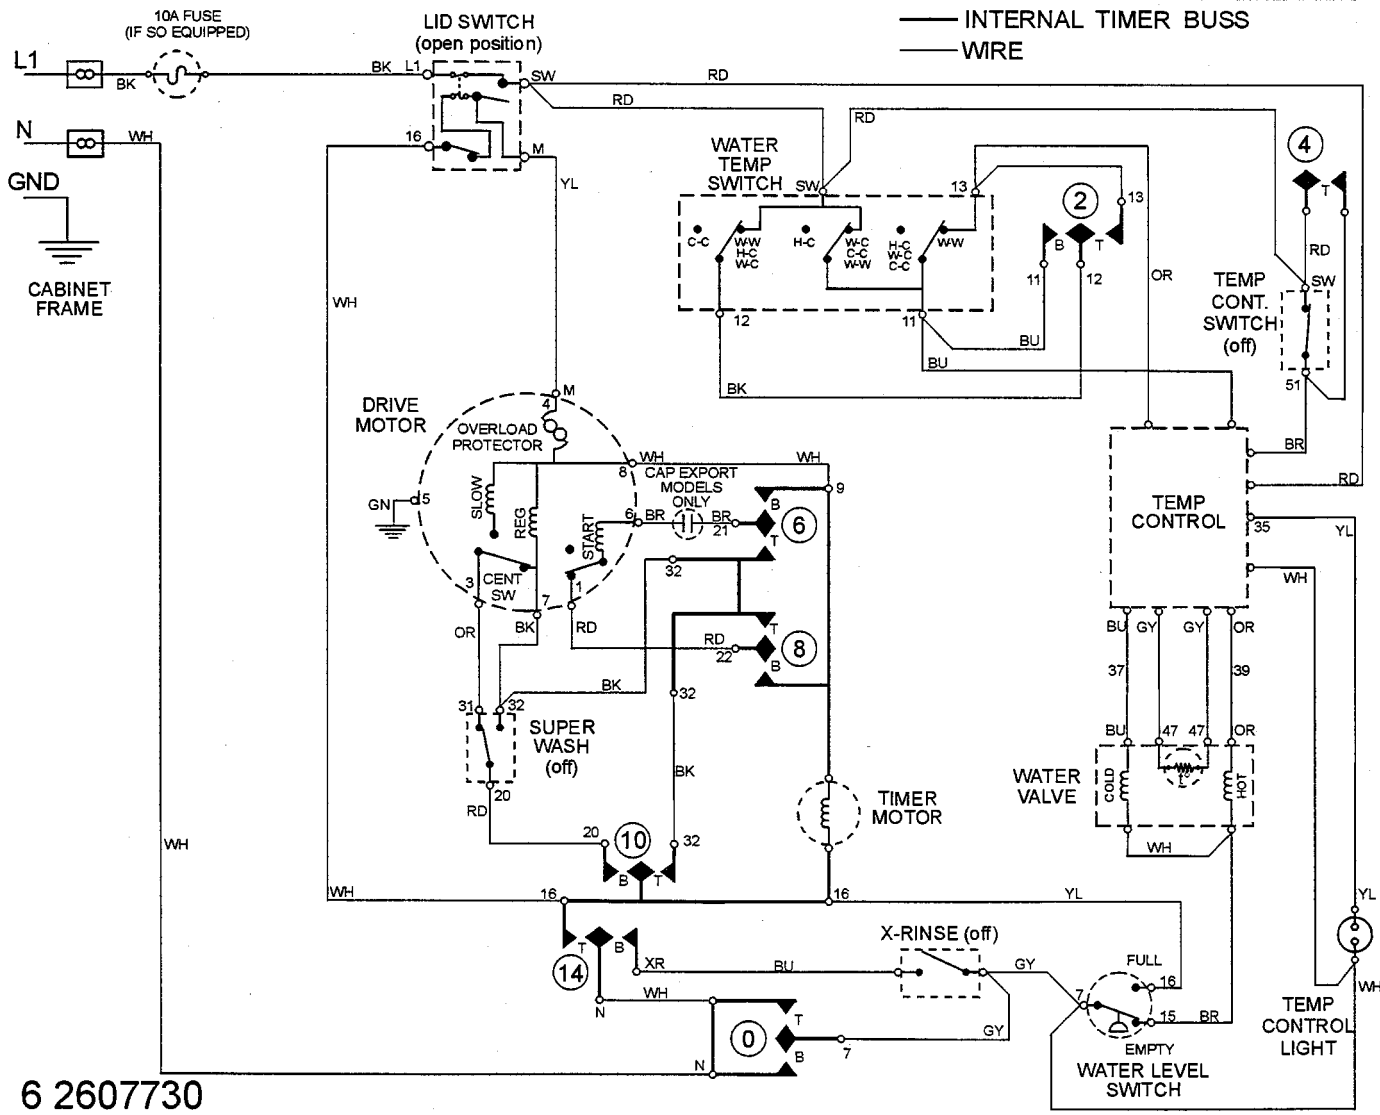 INTERNAL TIMER BUSS
WIRE
10A FUSE
(IF SO EQUIPPED)
LID SWITCH
(open position)
L1
BK
BK
L1
SW
RD
RD
RD
N
WH
16
M
YL
GND
CABINET
FRAME
WATER
TEMP
SWITCH
SW
13
13
2
4
T
C-C
W-W
H-C
W-C
H-C
W-C
C-C
W-W
H-C
W-C
C-C
W-W
B
T
11
12
OR
RD
SW
TEMP
CONT.
SWITCH
(off)
WH
12
11
BU
BU
BK
51
BR
DRIVE
MOTOR
M
4
OVERLOAD
PROTECTOR
8
WH
WH
CAP EXPORT
MODELS
ONLY
9
B
6
T
GN
5
SLOW
REG
START
6
BR
BR
21
32
3
CENT
SW
7
1
OR
BK
RD
RD
22
T
8
B
BK
32
31
32
SUPER
WASH
(off)
20
RD
BK
20
10
32
B
T
TEMP
CONTROL
RD
35
YL
WH
BU
GY
GY
OR
37
39
BU
47
47
OR
WATER
VALVE
COLD
t°
HOT
WH
TIMER
MOTOR
WH
WH
16
16
YL
YL
T
B
14
XR
BU
X-RINSE (off)
GY
FULL
16
7
15
BR
EMPTY
WATER LEVEL
SWITCH
WH
TEMP
CONTROL
LIGHT
N
WH
T
0
B
7
GY
N
6 2607730